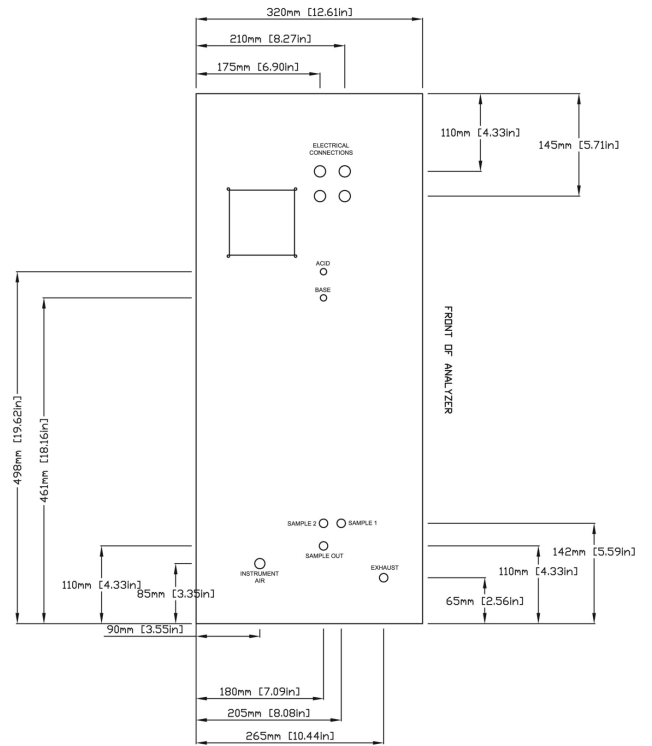 320mm [12.61in]
210mm [8.27in]
175mm [6.90in]
110mm [4.33in]
145mm [5.71in]
ELECTRICAL
CONNECTIONS
ACID
BASE
FRONT OF ANALYZER
498mm [19.62in]
461mm [18.16in]
SAMPLE 2
SAMPLE 1
SAMPLE OUT
INSTRUMENT
AIR
EXHAUST
142mm [5.59in]
110mm [4.33in]
65mm [2.56in]
110mm [4.33in]
85mm [3.35in]
90mm [3.55in]
180mm [7.09in]
205mm [8.08in]
265mm [10.44in]